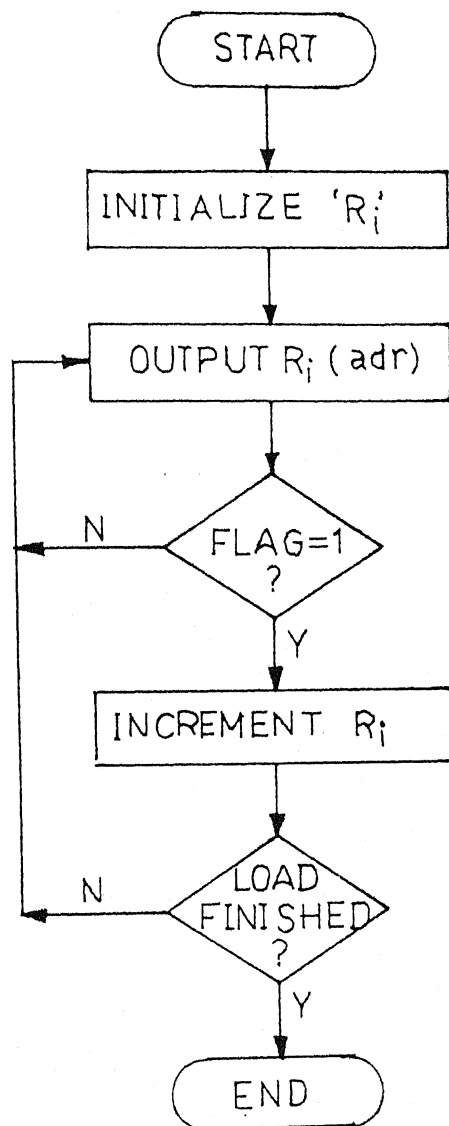 START
INITIALIZE 'Ri'
OUTPUT Ri (adr)
N
FLAG=1
?
Y
INCREMENT Ri
N
LOAD
FINISHED
?
Y
END